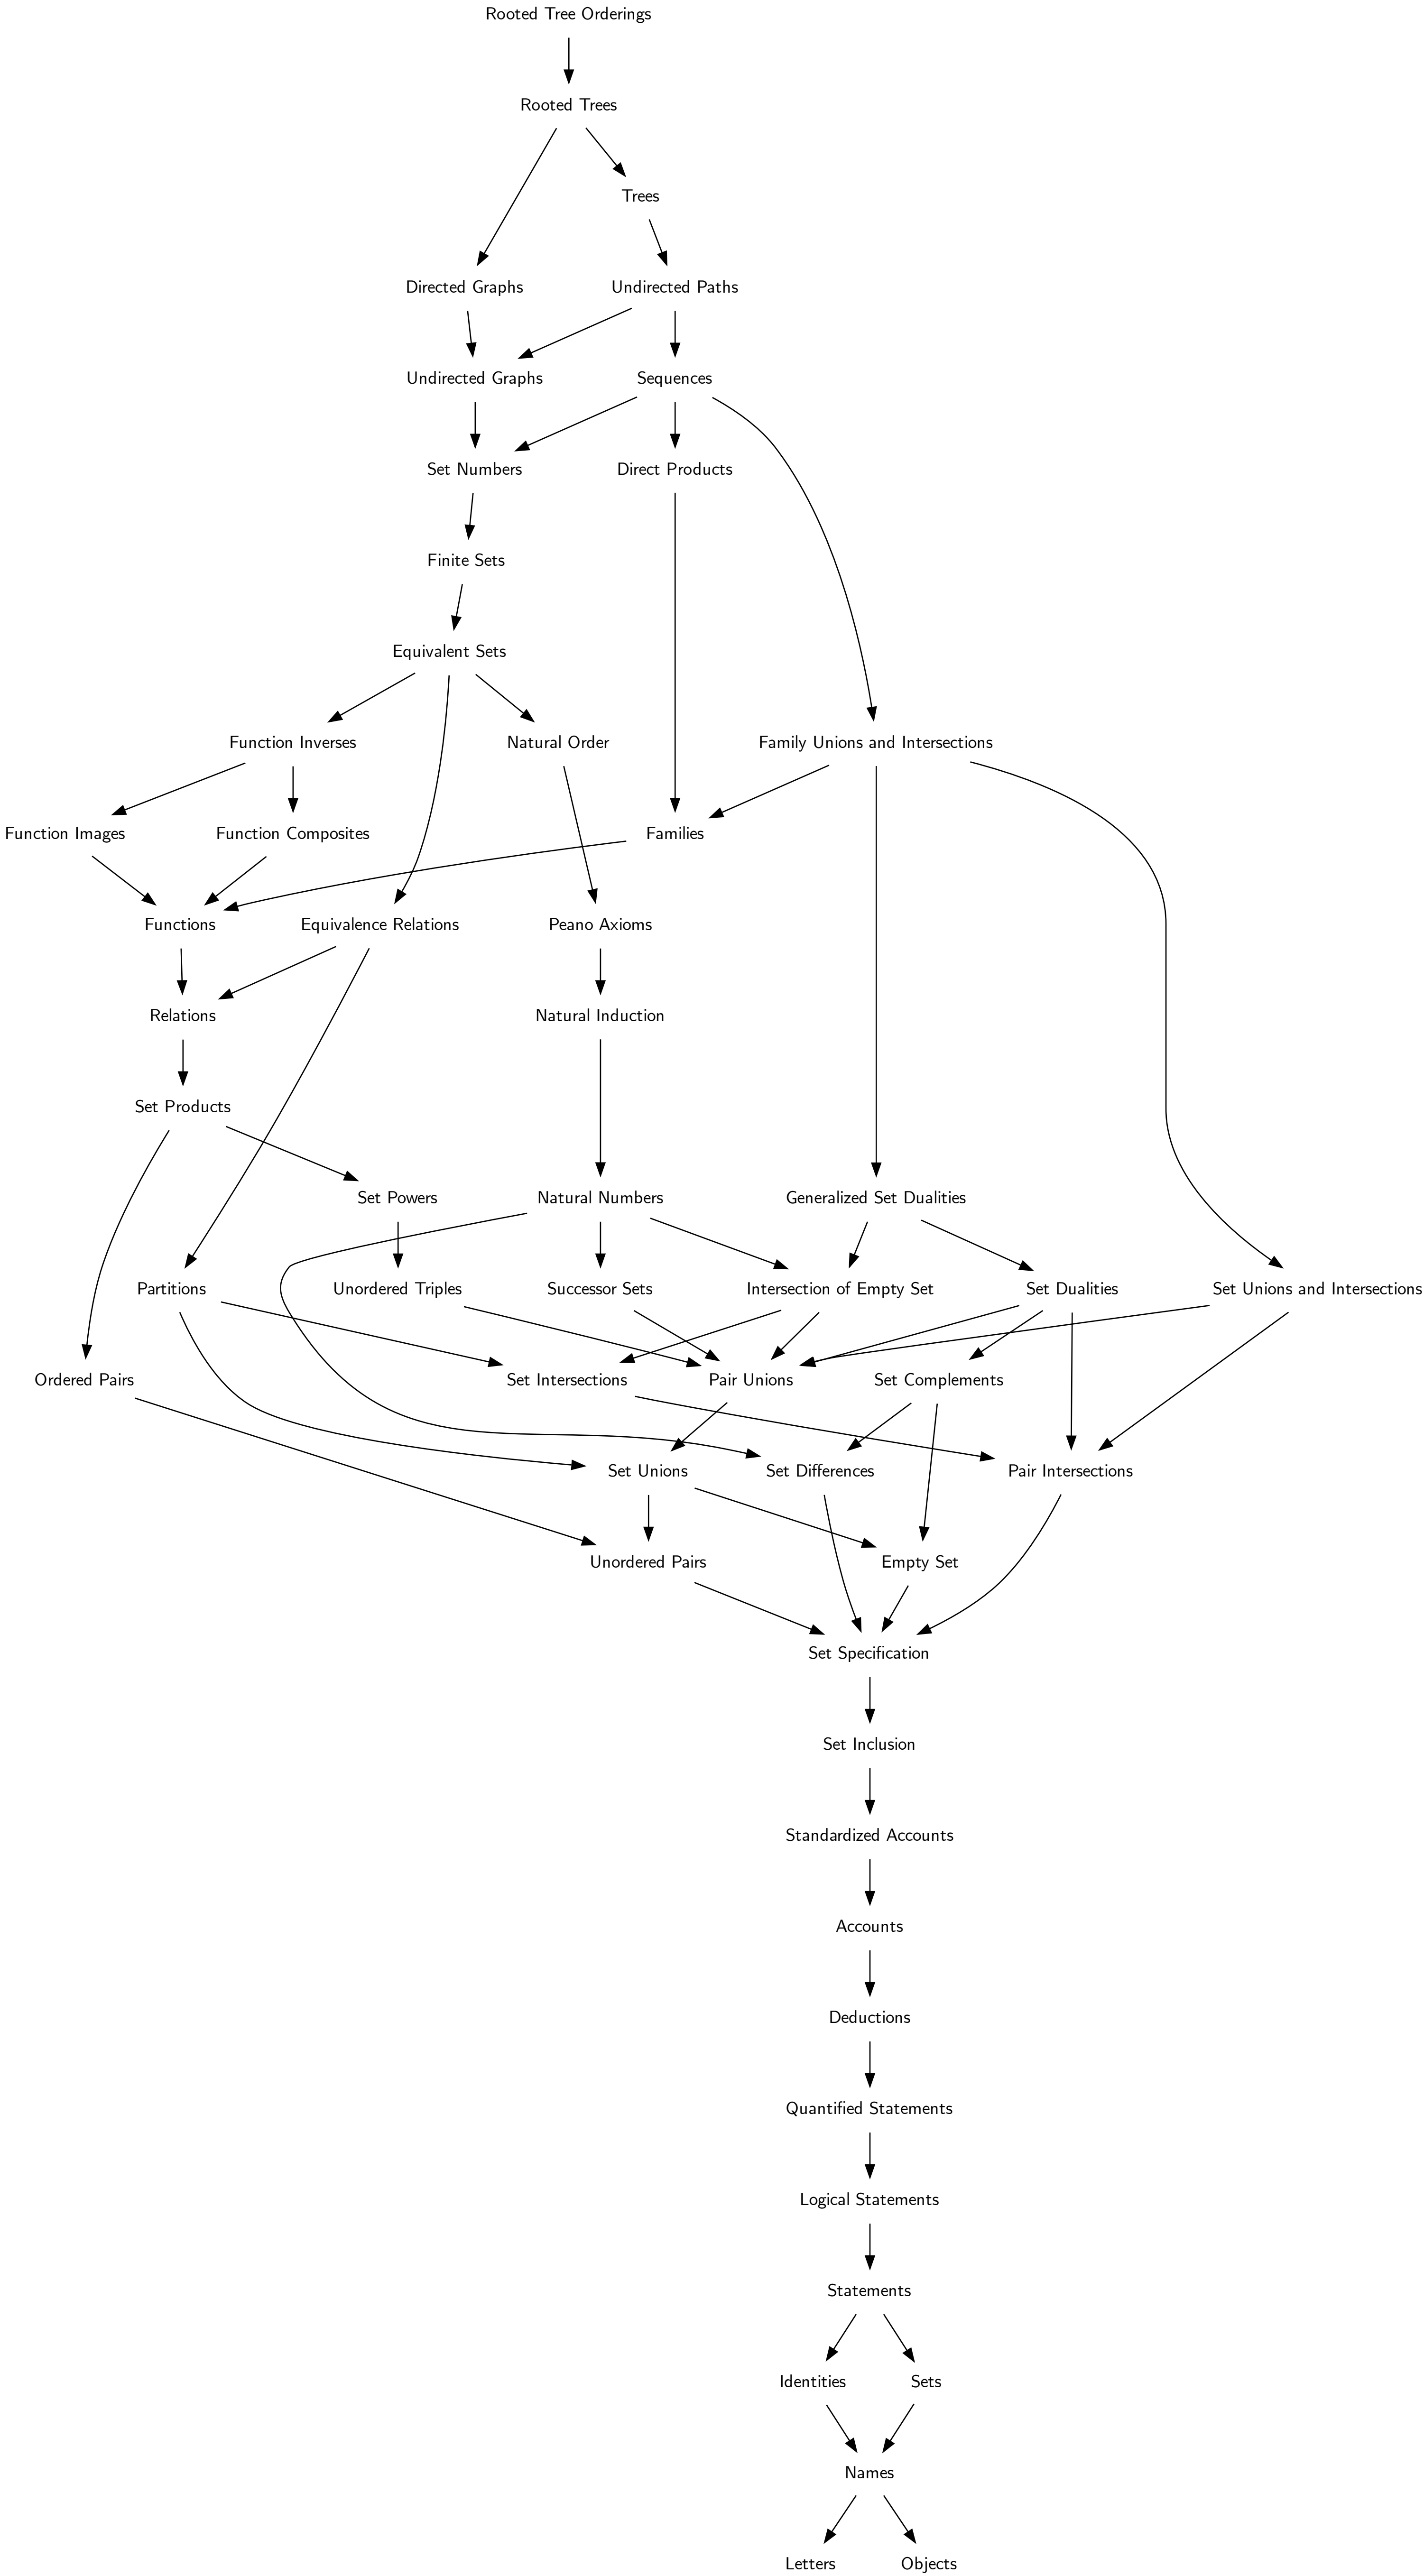 Rooted Tree Orderings
Rooted Trees
Trees
Directed Graphs
Undirected Paths
Undirected Graphs
Sequences
Set Numbers
Direct Products
Finite Sets
Equivalent Sets
Function Inverses
Natural Order
Family Unions and Intersections
Function Images
Function Composites
Families
Functions
Equivalence Relations
Peano Axioms
Relations
Natural Induction
Set Products
Set Powers
Natural Numbers
Generalized Set Dualities
Partitions
Unordered Triples
Successor Sets
Intersection of Empty Set
Set Dualities
Set Unions and Intersections
Ordered Pairs
Set Intersections
Pair Unions
Set Complements
Set Unions
Set Differences
Pair Intersections
Unordered Pairs
Empty Set
Set Specification
Set Inclusion
Standardized Accounts
Accounts
Deductions
Quantified Statements
Logical Statements
Statements
Identities
Sets
Names
Letters
Objects